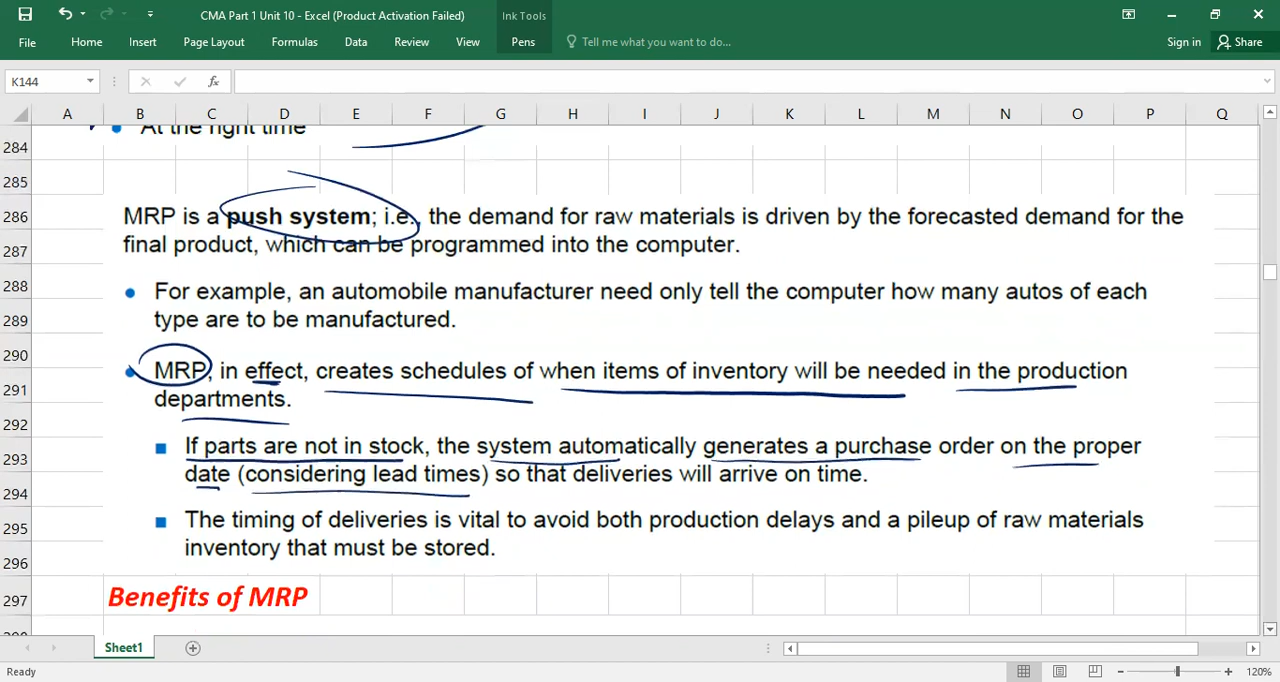 CMA Part 1 Unit 10 - Excel (Product Activation Failed)
Ink Tools
File Home Insert Page Layout Formulas Data Review View Pens Tell me what you want to do... Sign in Share
K144 fx
A B C D E F G H I J K L M N O P Q
At the right time
284
285
286 MRP is a push system; i.e., the demand for raw materials is driven by the forecasted demand for the
287 final product, which can be programmed into the computer.
288 For example, an automobile manufacturer need only tell the computer how many autos of each
289 type are to be manufactured.
290
291 MRP, in effect, creates schedules of when items of inventory will be needed in the production
292 departments.
293 If parts are not in stock, the system automatically generates a purchase order on the proper
294 date (considering lead times) so that deliveries will arrive on time.
295 The timing of deliveries is vital to avoid both production delays and a pileup of raw materials
296 inventory that must be stored.
297 Benefits of MRP
298
Sheet1
Ready 120%